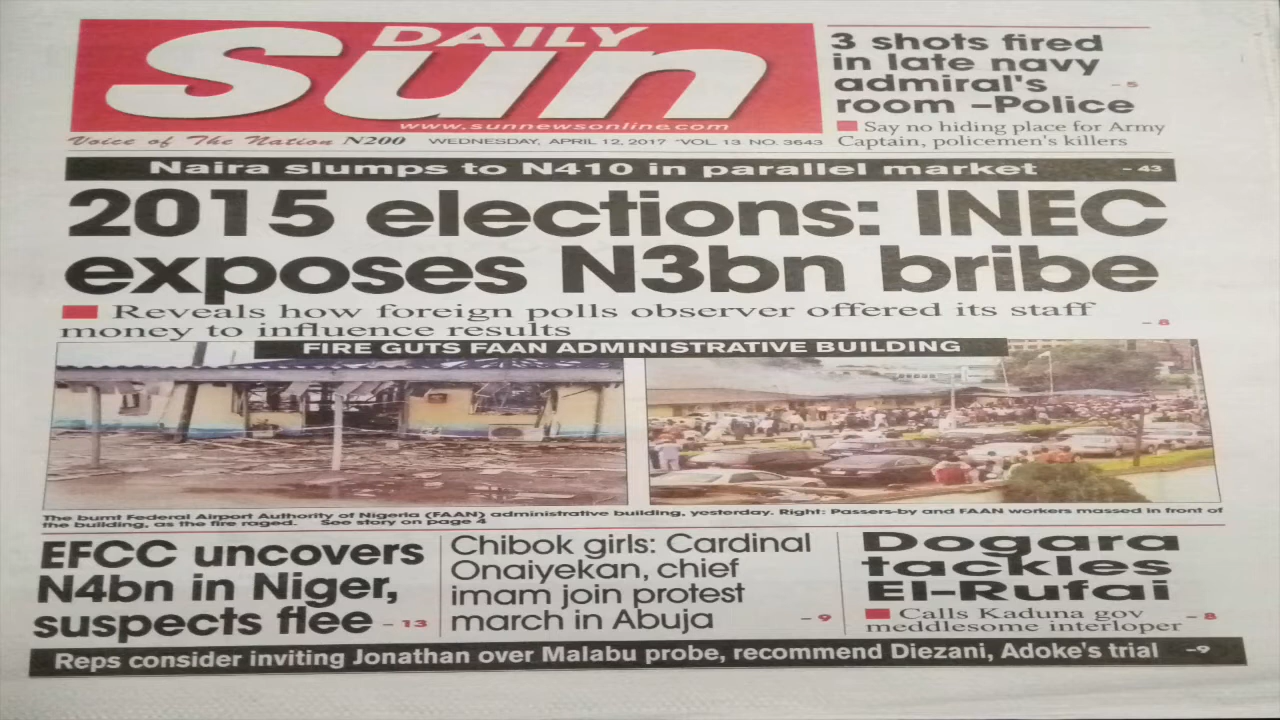 DAILY
Sun
www.sunnewsonline.com
Voice of The Nation N200 WEDNESDAY, APRIL 12, 2017 VOL 13 NO. 3643
3 shots fired
in late navy
admiral's - 5
room –Police
Say no hiding place for Army
Captain, policemen's killers
Naira slumps to N410 in parallel market - 43
2015 elections: INEC
exposes N3bn bribe
Reveals how foreign polls observer offered its staff
money to influence results - 8
FIRE GUTS FAAN ADMINISTRATIVE BUILDING
The burnt Federal Airport Authority of Nigeria (FAAN) administrative building, yesterday. Right: Passers-by and FAAN workers massed in front of
the building, as the fire raged. See story on page 4
EFCC uncovers
N4bn in Niger,
suspects flee - 13
Chibok girls: Cardinal
Onaiyekan, chief
imam join protest
march in Abuja - 9
Dogara
tackles
El-Rufai
Calls Kaduna gov - 8
meddlesome interloper
Reps consider inviting Jonathan over Malabu probe, recommend Diezani, Adoke's trial -9